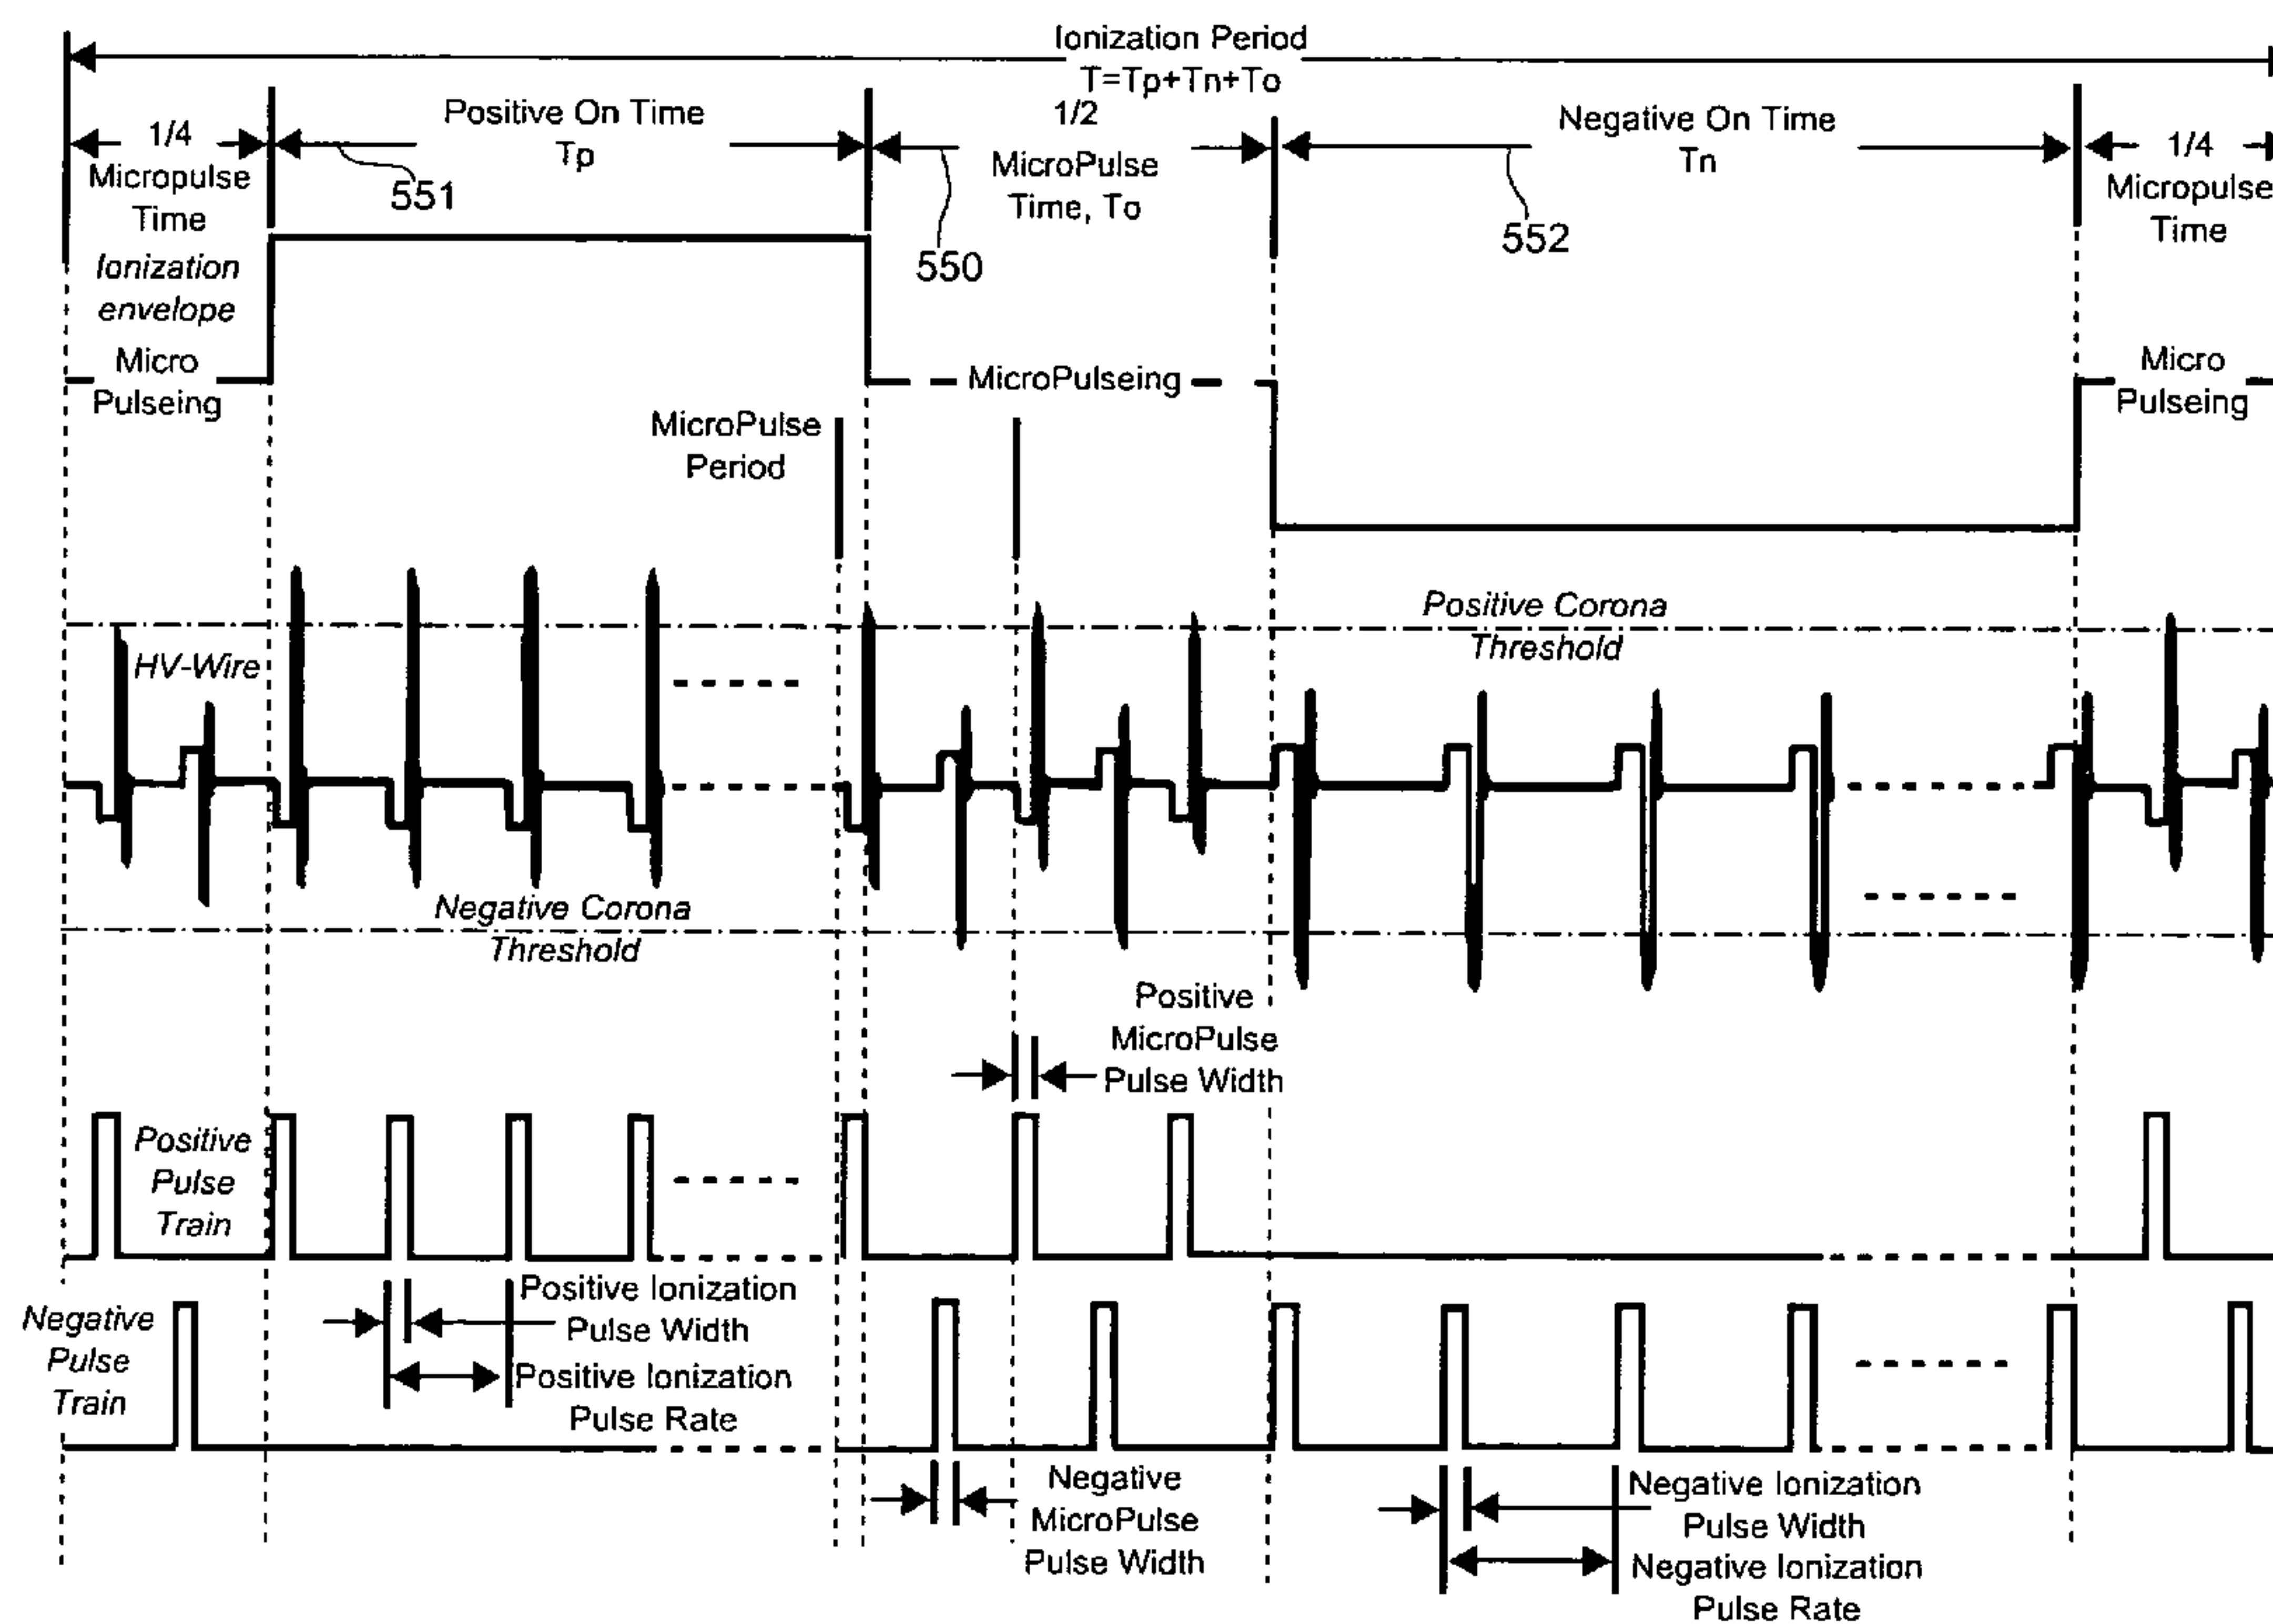 Ionization Period
T=Tp+Tn+To
1/4
Micropulse
Time
Positive On Time
Tp
1/2
MicroPulse
Time, To
Negative On Time
Tn
1/4
Micropulse
Time
551
550
552
Ionization
envelope
Micro
Pulseing
MicroPulseing
Micro
Pulseing
MicroPulse
Period
Positive Corona
Threshold
HV-Wire
Negative Corona
Threshold
Positive
MicroPulse
Pulse Width
Positive
Pulse
Train
Positive Ionization
Pulse Width
Positive Ionization
Pulse Rate
Negative
Pulse
Train
Negative
MicroPulse
Pulse Width
Negative Ionization
Pulse Width
Negative Ionization
Pulse Rate